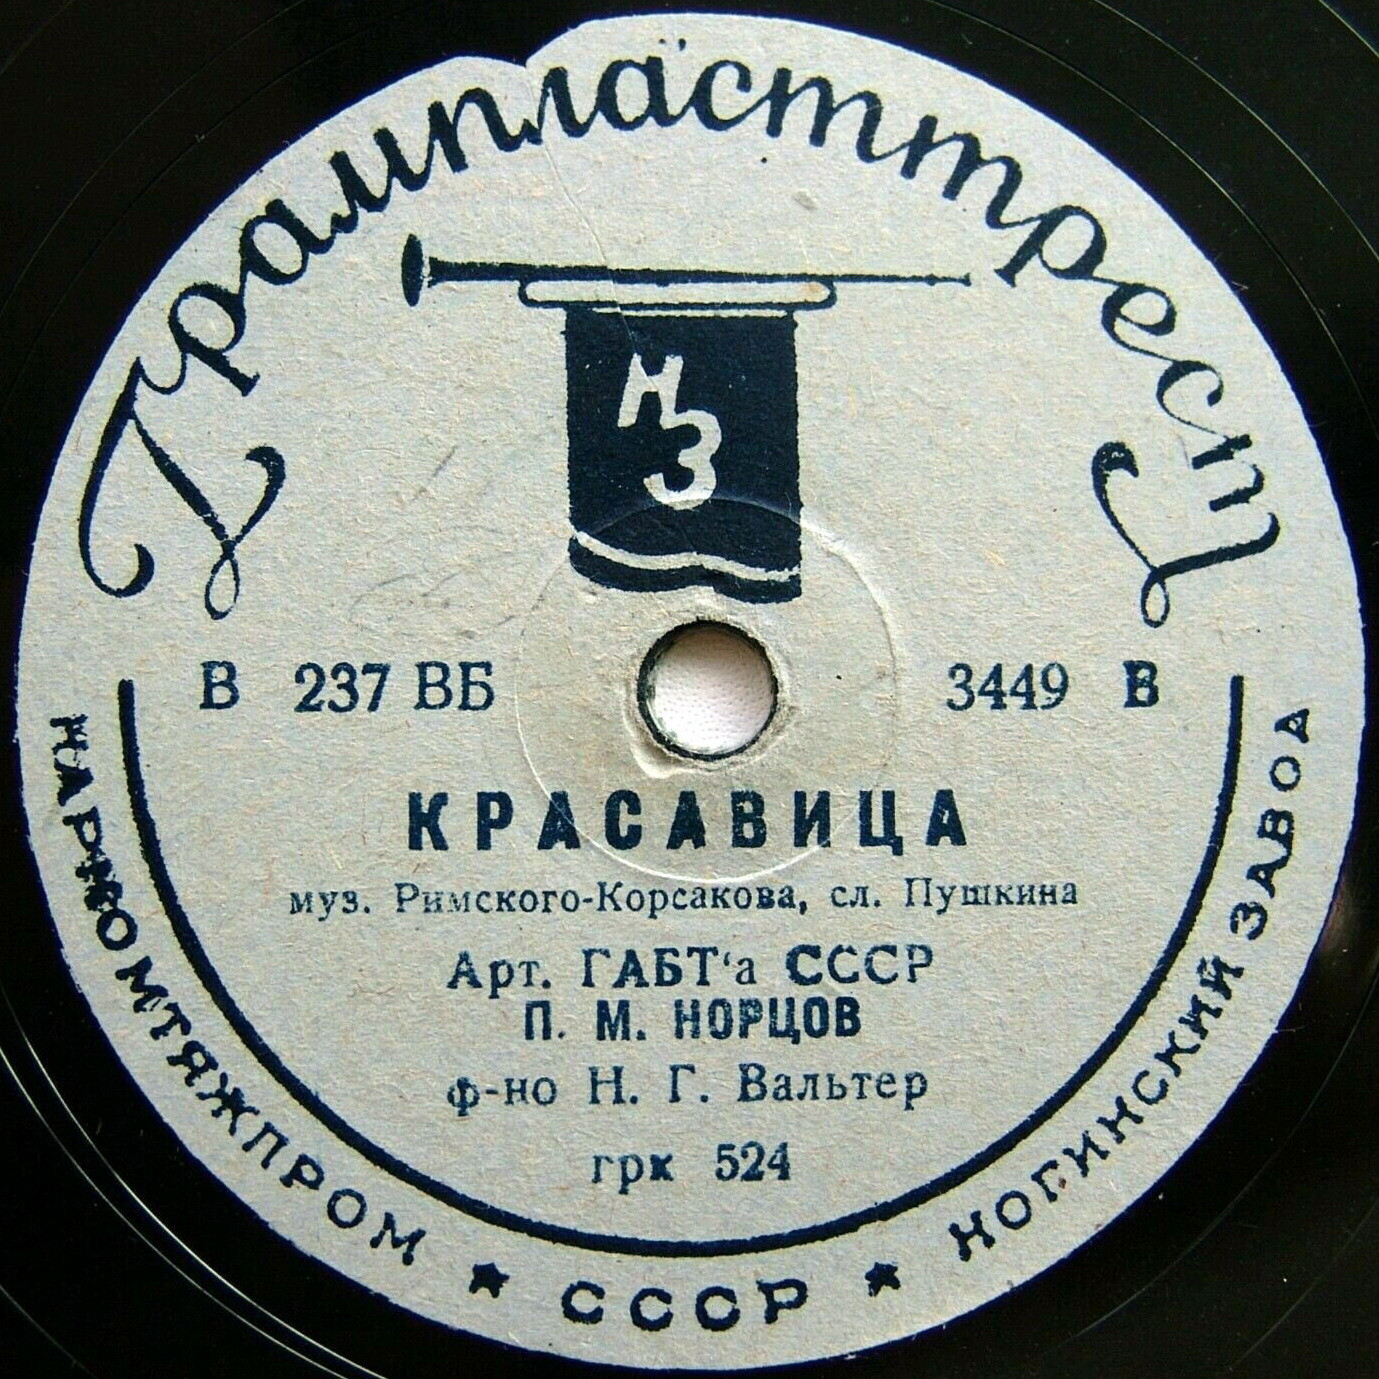 Грампласттрест
НЗ
В 237 ВБ
3449 В
КРАСАВИЦА
муз. Римского-Корсакова, сл. Пушкина
Арт. ГАБТ‘а СССР
П. М. НОРЦОВ
ф-но Н. Г. Вальтер
грк 524
НАРКОМТЯЖПРОМ ★ СССР ★ НОГИНСКИЙ ЗАВОД